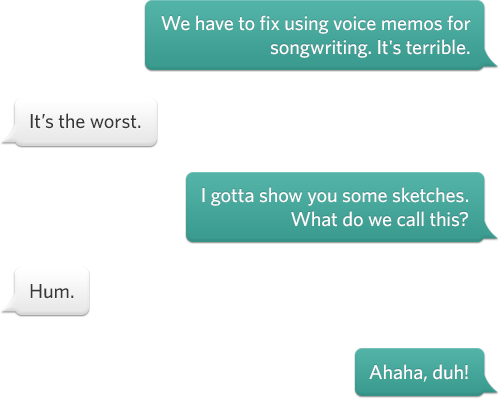 We have to fix using voice memos for
songwriting. It's terrible.
It’s the worst.
I gotta show you some sketches.
What do we call this?
Hum.
Ahaha, duh!